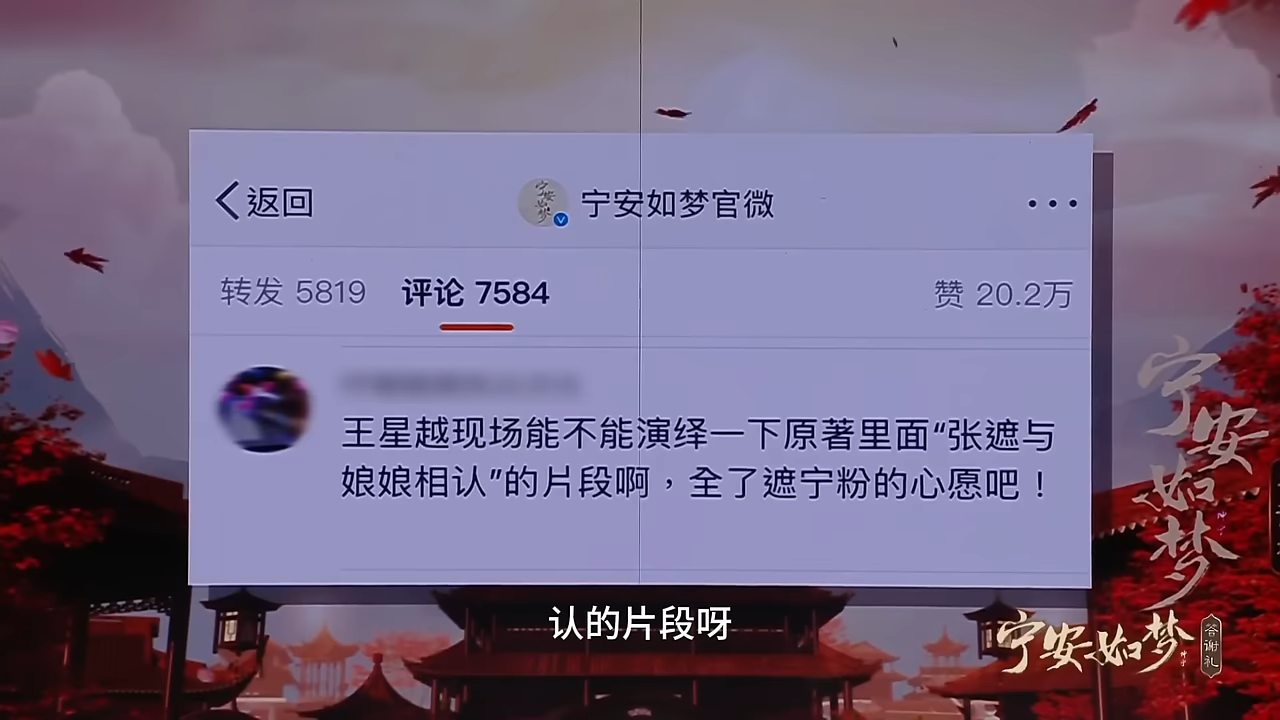 返回
宁安如梦官微
转发 5819
评论 7584
赞 20.2万
王星越现场能不能演绎一下原著里面“张遮与
娘娘相认”的片段啊，全了遮宁粉的心愿吧！
宁安如梦
认的片段呀
宁安如梦
答谢礼